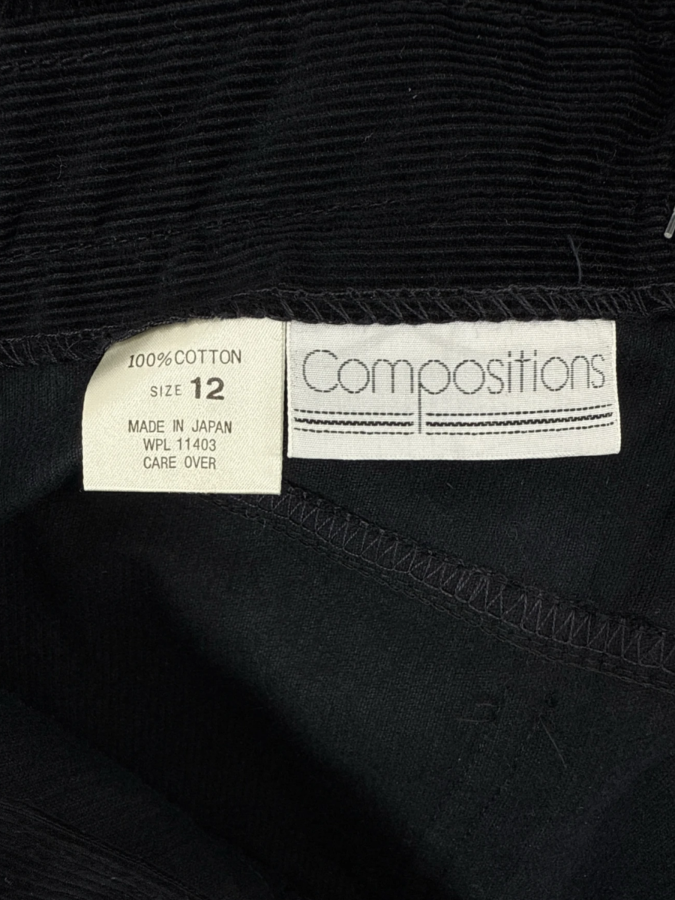 100% COTTON
SIZE 12
MADE IN JAPAN
WPL 11403
CARE OVER
Compositions